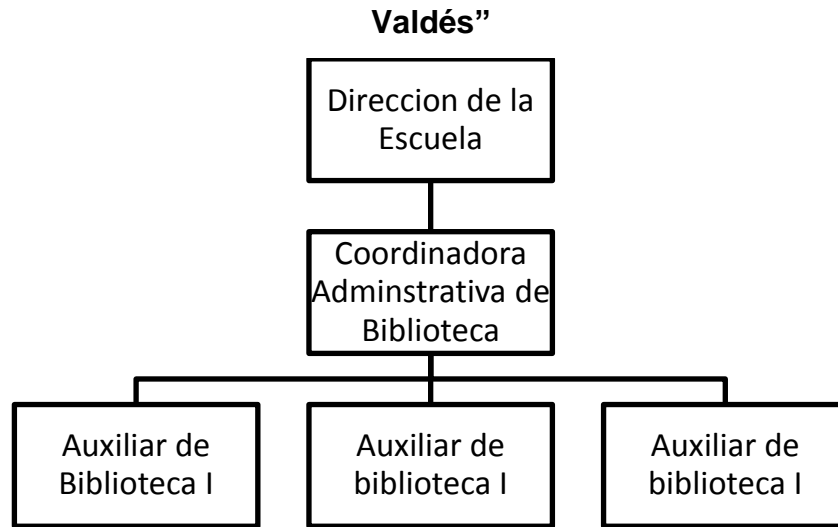 Valdés”
Direccion de la
Escuela
Coordinadora
Adminstrativa de
Biblioteca
Auxiliar de
Biblioteca I
Auxiliar de
biblioteca I
Auxiliar de
biblioteca I